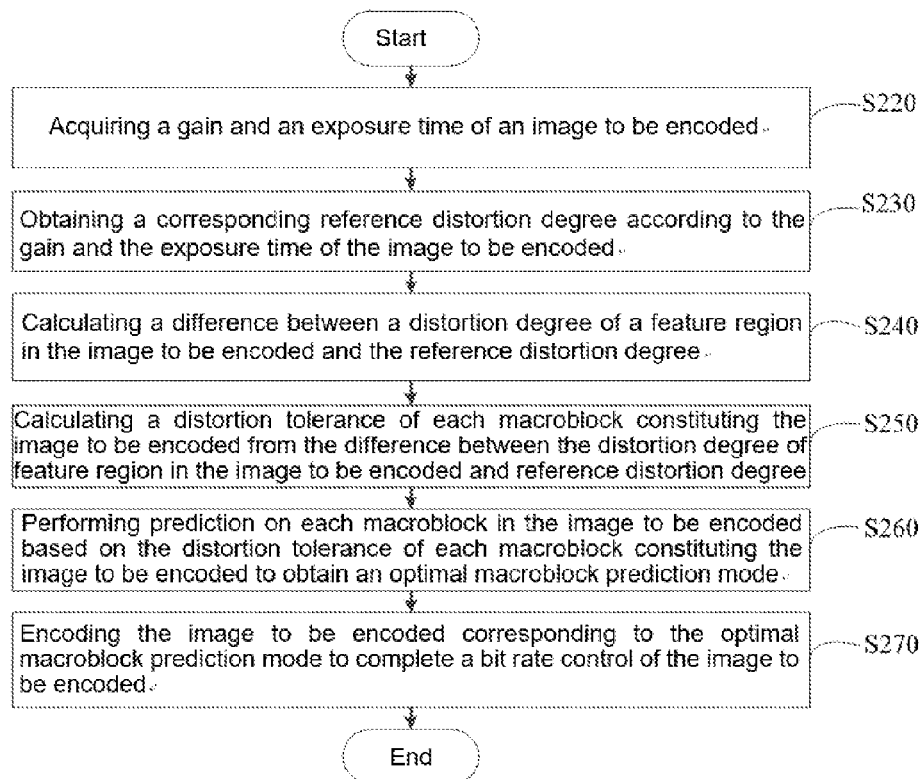 Start
S220
Acquiring a gain and an exposure time of an image to be encoded
S230
Obtaining a corresponding reference distortion degree according to the
gain and the exposure time of the image to be encoded
S240
Calculating a difference between a distortion degree of a feature region
in the image to be encoded and the reference distortion degree
S250
Calculating a distortion tolerance of each macroblock constituting the
image to be encoded from the difference between the distortion degree of
feature region in the image to be encoded and reference distortion degree
S260
Performing prediction on each macroblock in the image to be encoded
based on the distortion tolerance of each macroblock constituting the
image to be encoded to obtain an optimal macroblock prediction mode
S270
Encoding the image to be encoded corresponding to the optimal
macroblock prediction mode to complete a bit rate control of the image to
be encoded
End